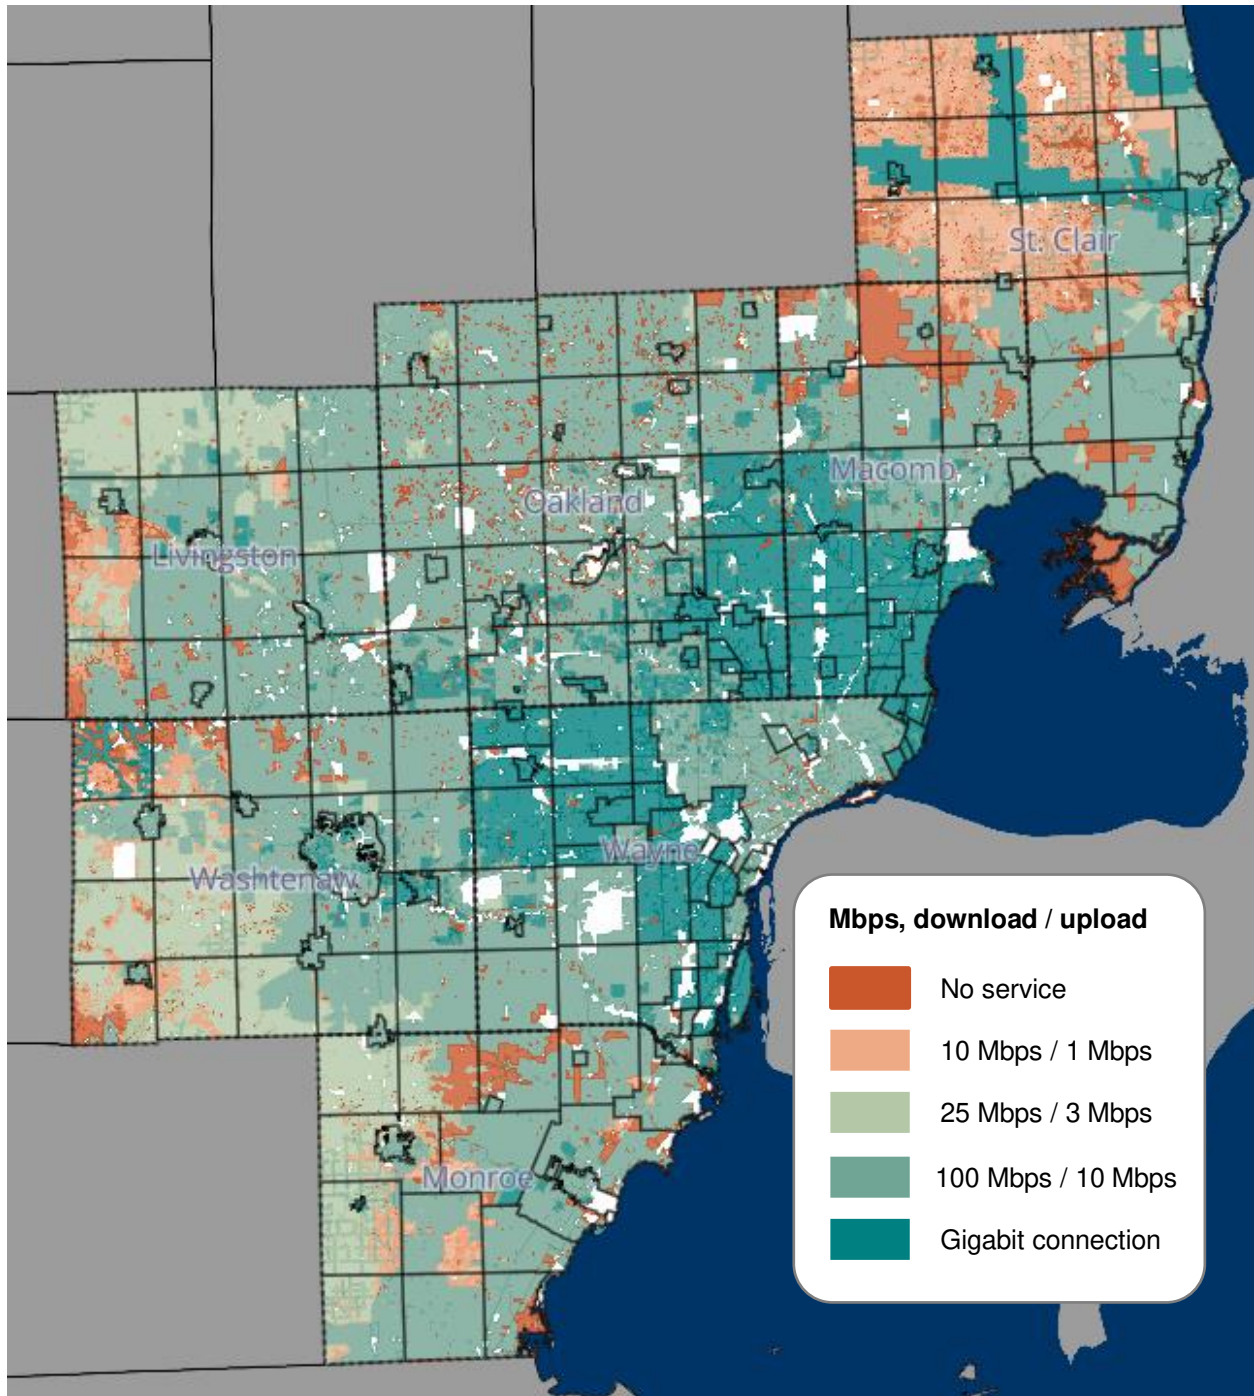 St. Clair
Macomb
Oakland
Livingston
Wayne
Washtenaw
Monroe
Mbps, download / upload
No service
10 Mbps / 1 Mbps
25 Mbps / 3 Mbps
100 Mbps / 10 Mbps
Gigabit connection